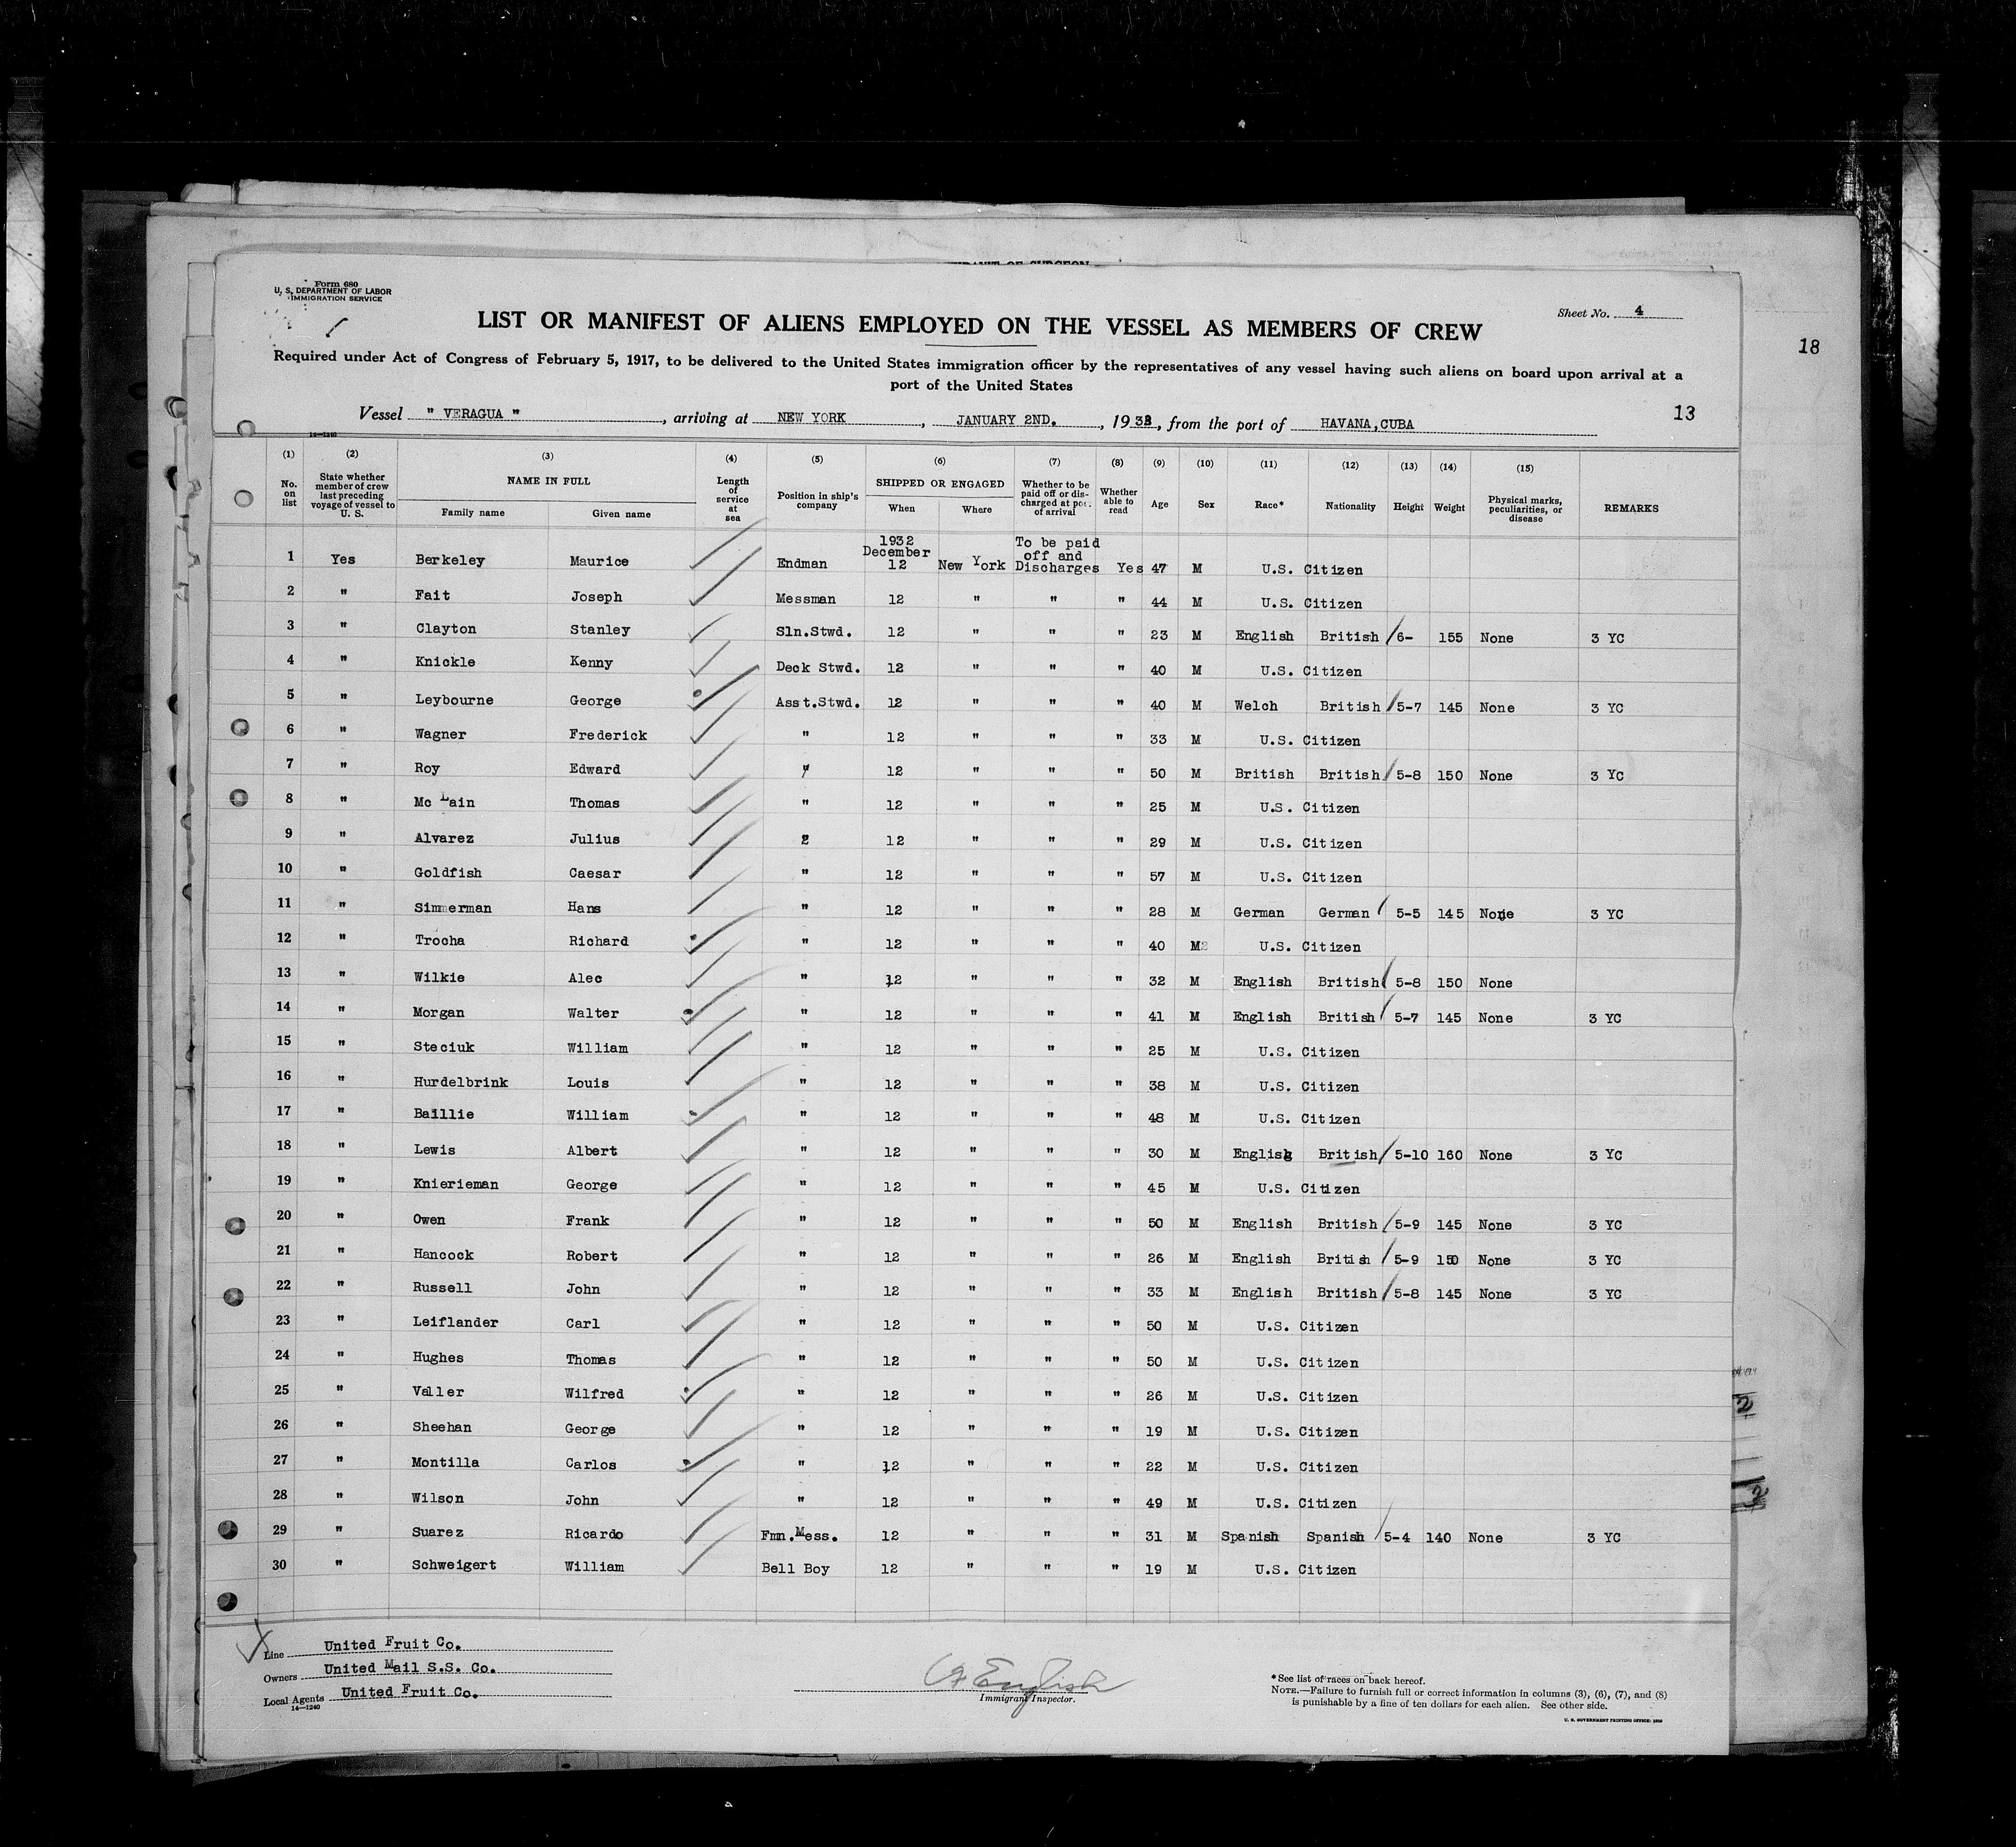 Form 680
U. S. DEPARTMENT OF LABOR
IMMIGRATION SERVICE
Sheet No. 4
LIST OR MANIFEST OF ALIENS EMPLOYED ON THE VESSEL AS MEMBERS OF CREW
18
Required under Act of Congress of February 5, 1917, to be delivered to the United States immigration officer by the representatives of any vessel having such aliens on board upon arrival at a
port of the United States
13
Vessel " VERAGUA ", arriving at NEW YORK, JANUARY 2ND., 1933, from the port of HAVANA,CUBA
14—1240
(1) (2) (3) (4) (5) (6) (7) (8) (9) (10) (11) (12) (13) (14) (15)
No. on list State whether member of crew last preceding voyage of vessel to U. S. NAME IN FULL Family name Given name Length of service at sea Position in ship's company SHIPPED OR ENGAGED When Where Whether to be paid off or discharged at port of arrival Whether able to read Age Sex Race* Nationality Height Weight Physical marks, peculiarities, or disease REMARKS
1932
December
To be paid
off and
1 Yes Berkeley Maurice Endman 12 New York Discharges Yes 47 M U.S. Citizen
2 " Fait Joseph Messman 12 " " " 44 M U.S. Citizen
3 " Clayton Stanley Sln.Stwd. 12 " " " 23 M English British 6- 155 None 3 YC
4 " Knickle Kenny Deck Stwd. 12 " " " 40 M U.S. Citizen
5 " Leybourne George Asst.Stwd. 12 " " " 40 M Welch British 5-7 145 None 3 YC
6 " Wagner Frederick " 12 " " " 33 M U.S. Citizen
7 " Roy Edward " 12 " " " 50 M British British 5-8 150 None 3 YC
8 " Mc Lain Thomas " 12 " " " 25 M U.S. Citizen
9 " Alvarez Julius 2 12 " " " 29 M U.S. Citizen
10 " Goldfish Caesar " 12 " " " 57 M U.S. Citizen
11 " Simmerman Hans " 12 " " " 28 M German German 5-5 145 None 3 YC
12 " Trocha Richard " 12 " " " 40 M U.S. Citizen
13 " Wilkie Alec " 12 " " " 32 M English British 5-8 150 None
14 " Morgan Walter " 12 " " " 41 M English British 5-7 145 None 3 YC
15 " Steciuk William " 12 " " " 25 M U.S. Citizen
16 " Hurdelbrink Louis " 12 " " " 38 M U.S. Citizen
17 " Baillie William " 12 " " " 48 M U.S. Citizen
18 " Lewis Albert " 12 " " " 30 M English British 5-10 160 None 3 YC
19 " Knierieman George " 12 " " " 45 M U.S. Citizen
20 " Owen Frank " 12 " " " 50 M English British 5-9 145 None 3 YC
21 " Hancock Robert " 12 " " " 26 M English British 5-9 150 None 3 YC
22 " Russell John " 12 " " " 33 M English British 5-8 145 None 3 YC
23 " Leiflander Carl " 12 " " " 50 M U.S. Citizen
24 " Hughes Thomas " 12 " " " 50 M U.S. Citizen
25 " Valler Wilfred " 12 " " " 26 M U.S. Citizen
26 " Sheehan George " 12 " " " 19 M U.S. Citizen
27 " Montilla Carlos " 12 " " " 22 M U.S. Citizen
28 " Wilson John " 12 " " " 49 M U.S. Citizen
29 " Suarez Ricardo Fmn.Mess. 12 " " " 31 M Spanish Spanish 5-4 140 None 3 YC
30 " Schweigert William Bell Boy 12 " " " 19 M U.S. Citizen
2
2
Line United Fruit Co.
Owners United Mail S.S. Co.
Local Agents United Fruit Co.
14—1240
English
Immigrant Inspector.
*See list of races on back hereof.
NOTE.—Failure to furnish full or correct information in columns (3), (6), (7), and (8)
is punishable by a fine of ten dollars for each alien. See other side.